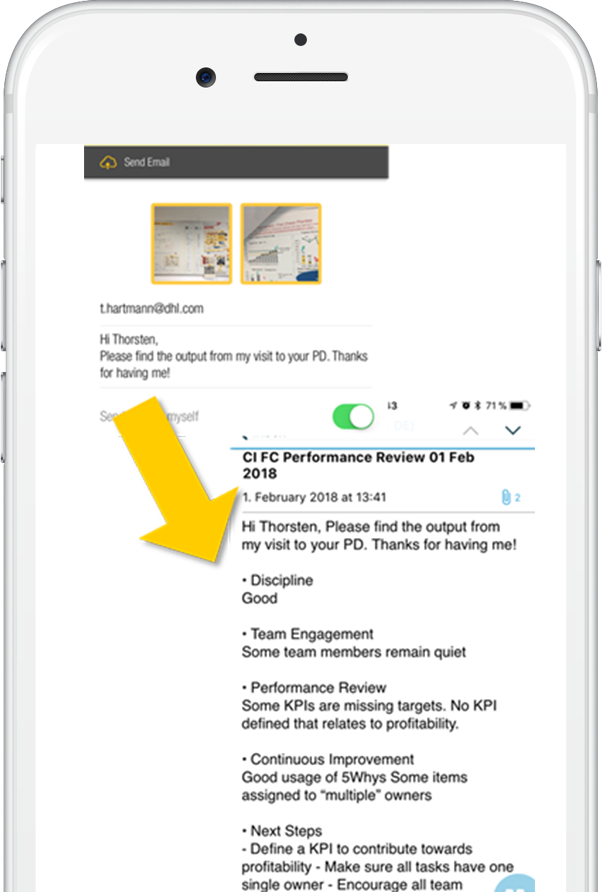 Send Email
t.hartmann@dhl.com
Hi Thorsten,
Please find the output from my visit to your PD. Thanks
for having me!
myself
71%
CI FC Performance Review 01 Feb
2018
1. February 2018 at 13:41
2
Hi Thorsten, Please find the output from
my visit to your PD. Thanks for having me!
• Discipline
Good
• Team Engagement
Some team members remain quiet
• Performance Review
Some KPIs are missing targets. No KPI
defined that relates to profitability.
• Continuous Improvement
Good usage of 5Whys Some items
assigned to “multiple” owners
• Next Steps
- Define a KPI to contribute towards
profitability - Make sure all tasks have one
single owner - Encourage all team